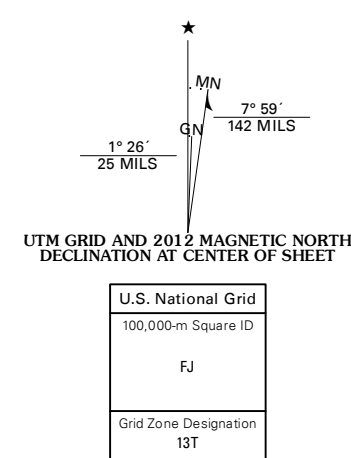 ★
MN
GN
7° 59´
142 MILS
1° 26´
25 MILS
UTM GRID AND 2012 MAGNETIC NORTH
DECLINATION AT CENTER OF SHEET
U.S. National Grid
100,000-m Square ID
FJ
Grid Zone Designation
13T